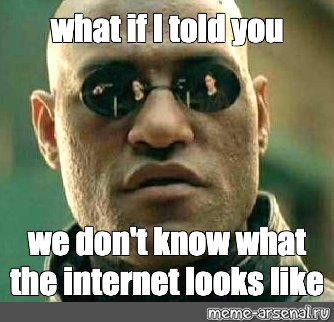 what if I told you
we don't know what
the internet looks like
meme-arsenal.ru